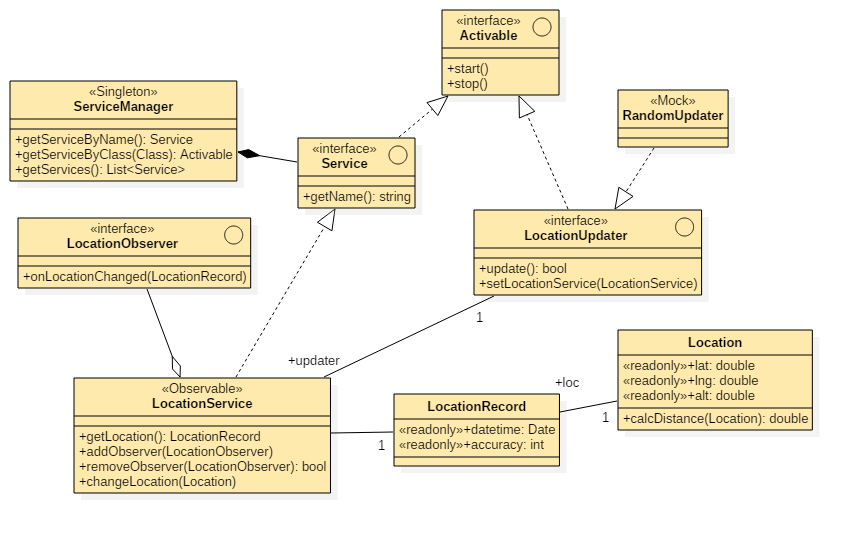 «interface»
Activable
+start()
+stop()
«Singleton»
ServiceManager
+getServiceByName(): Service
+getServiceByClass(Class): Activable
+getServices(): List<Service>
«Mock»
RandomUpdater
«interface»
Service
+getName(): string
«interface»
LocationObserver
+onLocationChanged(LocationRecord)
«interface»
LocationUpdater
+update(): bool
+setLocationService(LocationService)
1
+updater
«Observable»
LocationService
+getLocation(): LocationRecord
+addObserver(LocationObserver)
+removeObserver(LocationObserver): bool
+changeLocation(Location)
1
LocationRecord
«readonly»+datetime: Date
«readonly»+accuracy: int
+loc
1
Location
«readonly»+lat: double
«readonly»+lng: double
«readonly»+alt: double
+calcDistance(Location): double